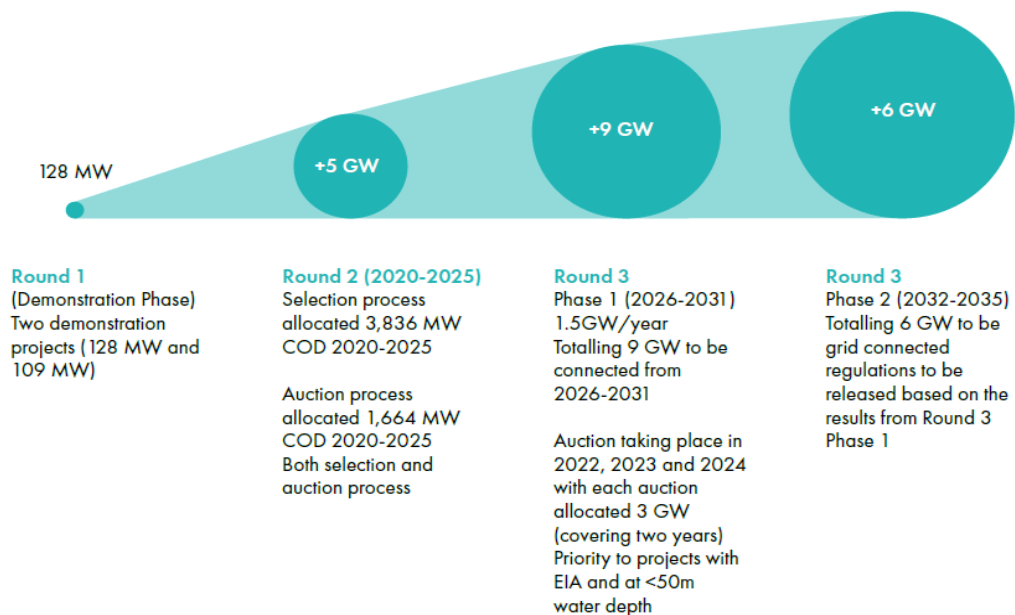 128 MW
+5 GW
+9 GW
+6 GW
Round 1
(Demonstration Phase)
Two demonstration
projects (128 MW and
109 MW)
Round 2 (2020-2025)
Selection process
allocated 3,836 MW
COD 2020-2025
Auction process
allocated 1,664 MW
COD 2020-2025
Both selection and
auction process
Round 3
Phase 1 (2026-2031)
1.5GW/year
Totalling 9 GW to be
connected from
2026-2031
Auction taking place in
2022, 2023 and 2024
with each auction
allocated 3 GW
(covering two years)
Priority to projects with
EIA and at <50m
water depth
Round 3
Phase 2 (2032-2035)
Totalling 6 GW to be
grid connected
regulations to be
released based on the
results from Round 3
Phase 1